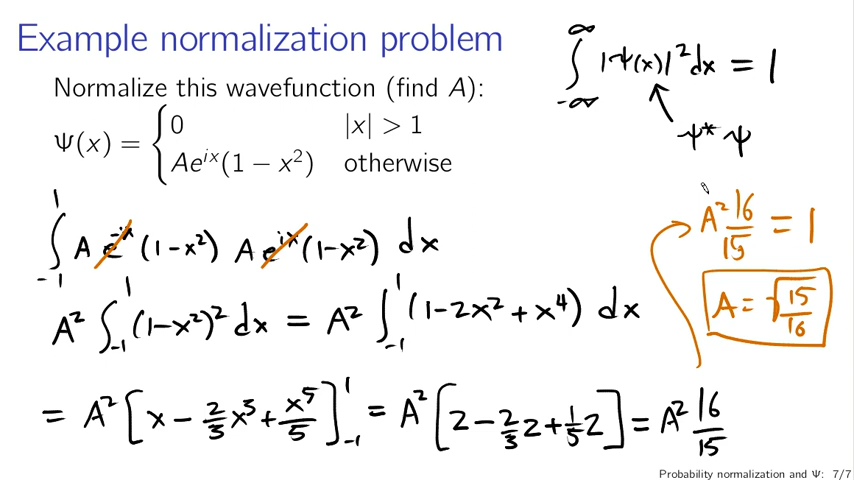 Example normalization problem
∫_{-∞}^{∞} |ψ(x)|² dx = 1
Normalize this wavefunction (find A):
ψ* ψ
Ψ(x) = { 0 |x| > 1
Ae^{ix}(1 − x²) otherwise
∫_{-1}^{1} A e^{-ix} (1-x²) A e^{ix} (1-x²) dx
A² 16/15 = 1
A = √(15/16)
A² ∫_{-1}^{1} (1-x²)² dx = A² ∫_{-1}^{1} (1-2x² + x⁴) dx
= A² [x - 2/3 x³ + x⁵/5]_{-1}^{1} = A² [2 - 2/3 2 + 1/5 2] = A² 16/15
Probability normalization and Ψ: 7/7